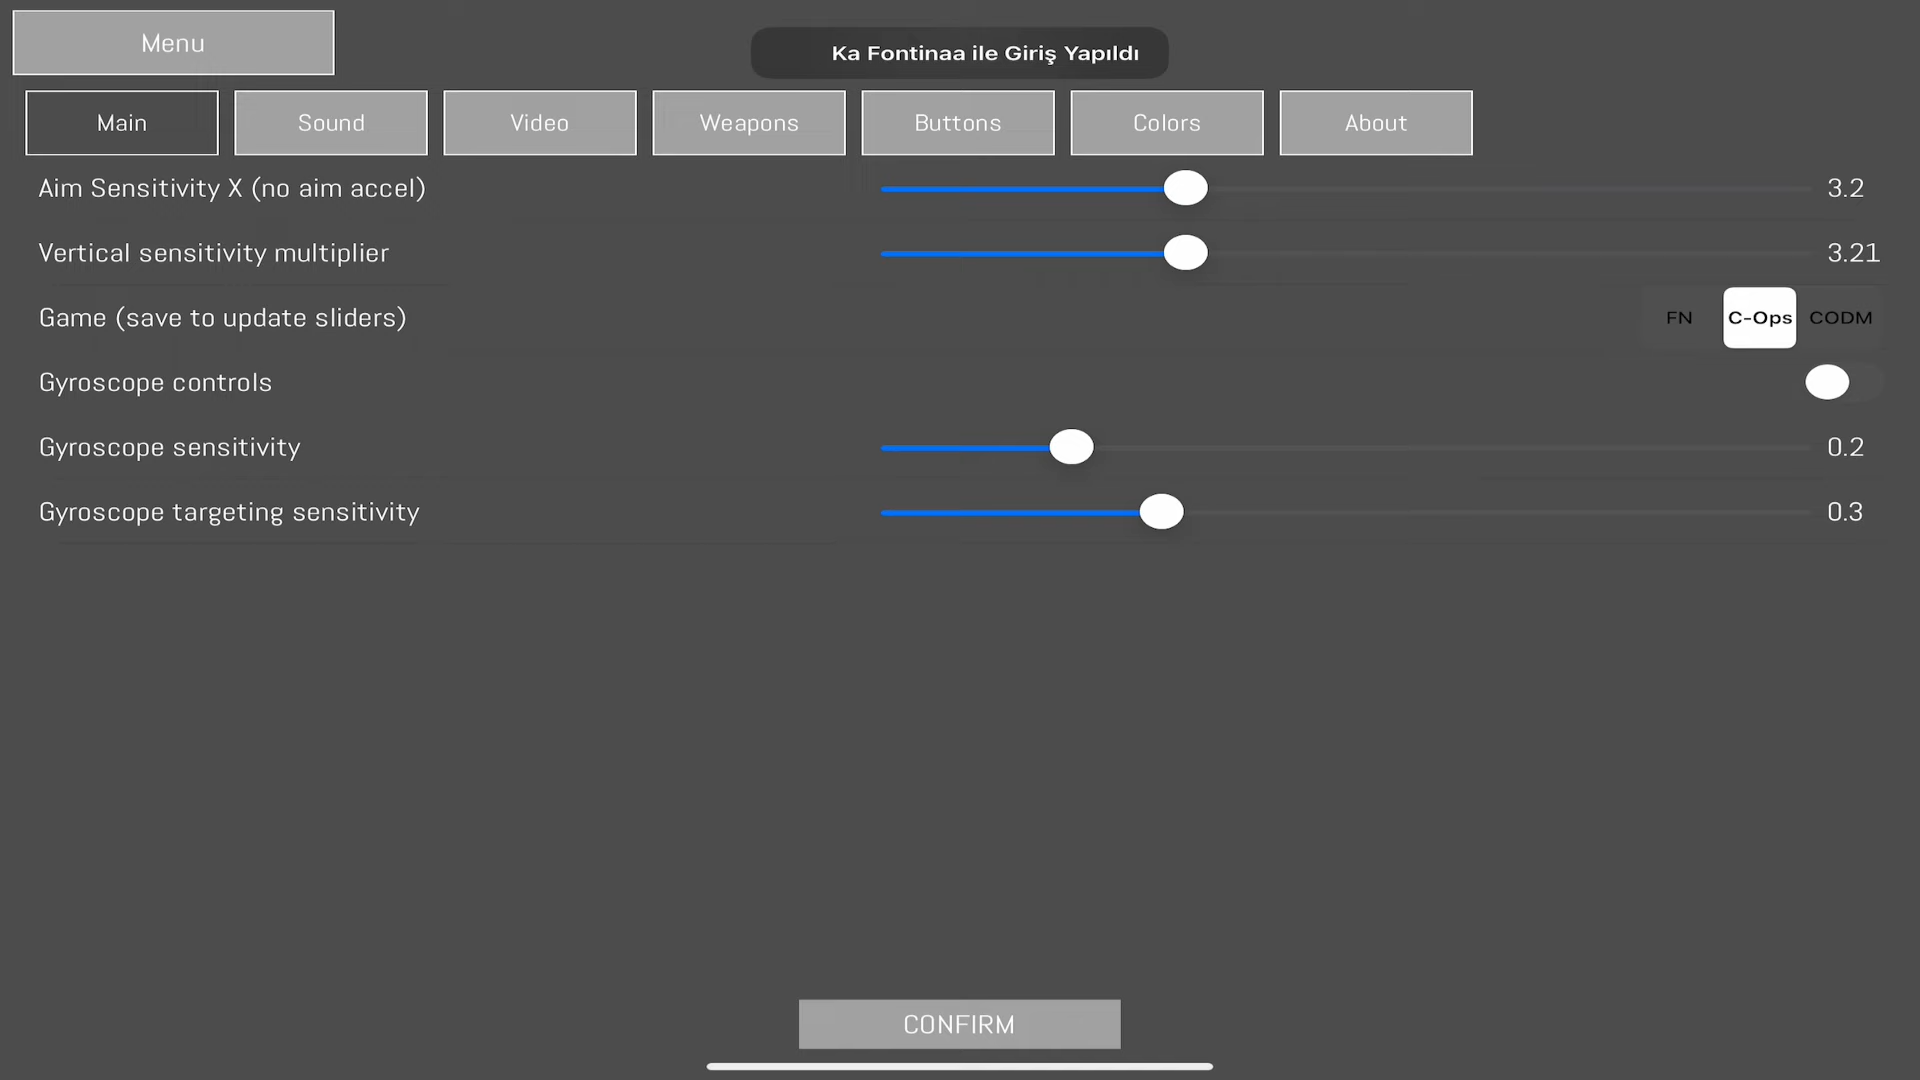 Menu
Ka Fontinaa ile Giriş Yapıldı
Main Sound Video Weapons Buttons Colors About
Aim Sensitivity X (no aim accel) 3.2
Vertical sensitivity multiplier 3.21
Game (save to update sliders) FN C-Ops CODM
Gyroscope controls
Gyroscope sensitivity 0.2
Gyroscope targeting sensitivity 0.3
CONFIRM